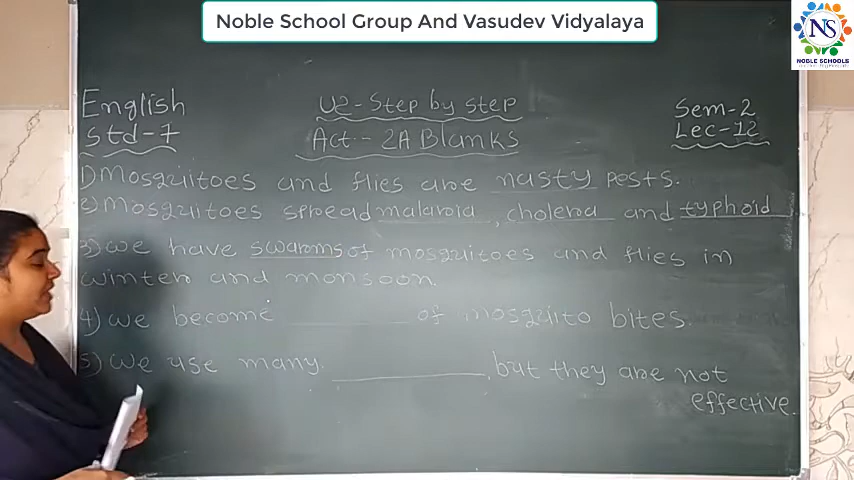 Noble School Group And Vasudev Vidyalaya
NS
NOBLE SCHOOLS
English
U2-Step by step
Sem-2
Std-7
Act-2A Blanks
Lec-12
1) Mosquitoes and flies are nasty pests.
2) Mosquitoes spread malaria, cholera and typhoid
3) We have swarms of mosquitoes and flies in
winter and monsoon.
4) We become ________ of mosquito bites.
5) We use many ________ but they are not
effective.